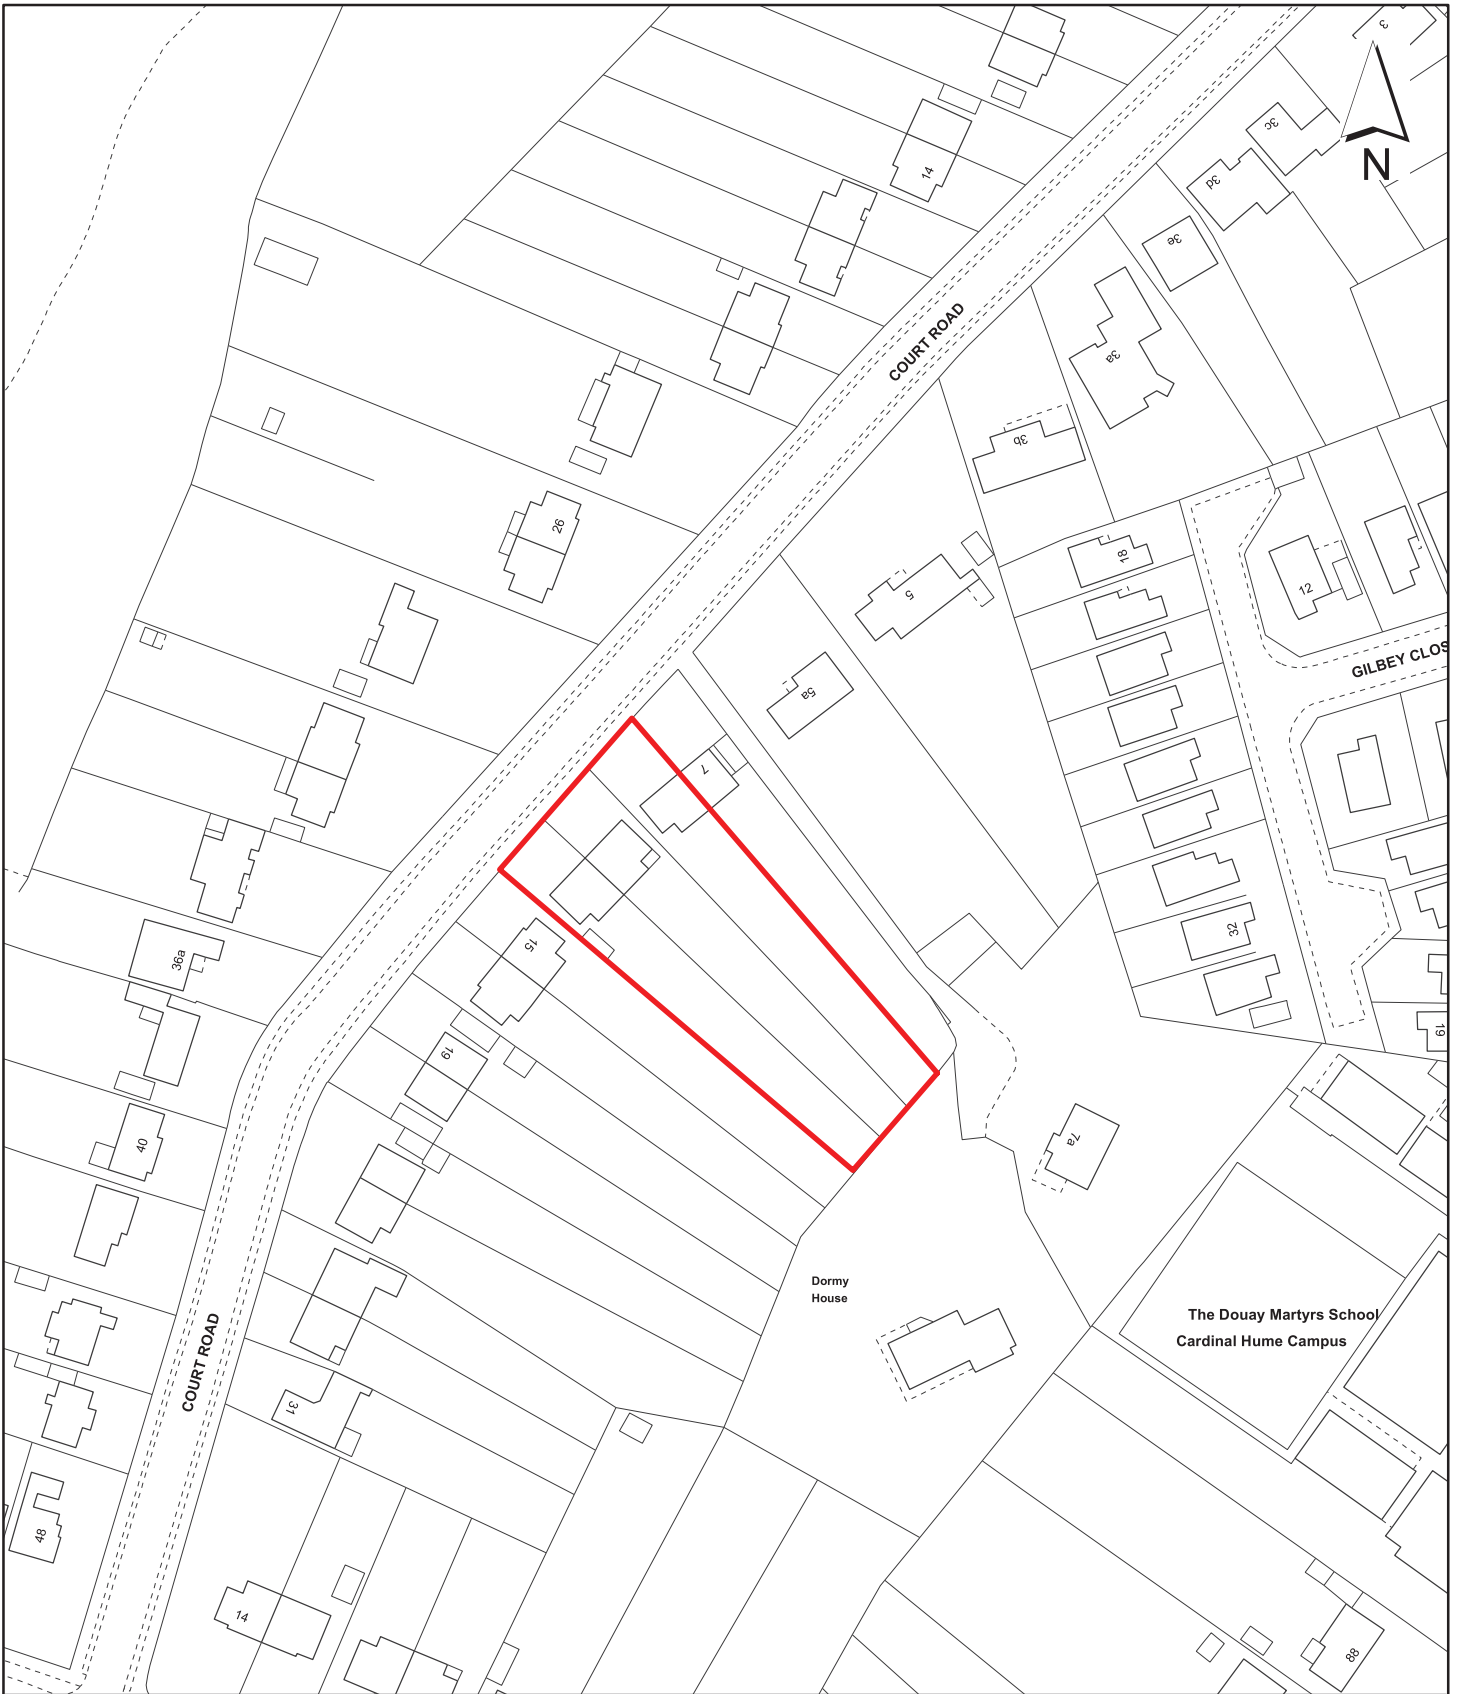 3
3c
N
14
3d
3e
COURT ROAD
3a
3b
26
18
5
12
GILBEY CLOS
5a
7
32
15
36a
19
19
40
7a
Dormy
House
The Douay Martyrs School
Cardinal Hume Campus
COURT ROAD
31
48
14
88